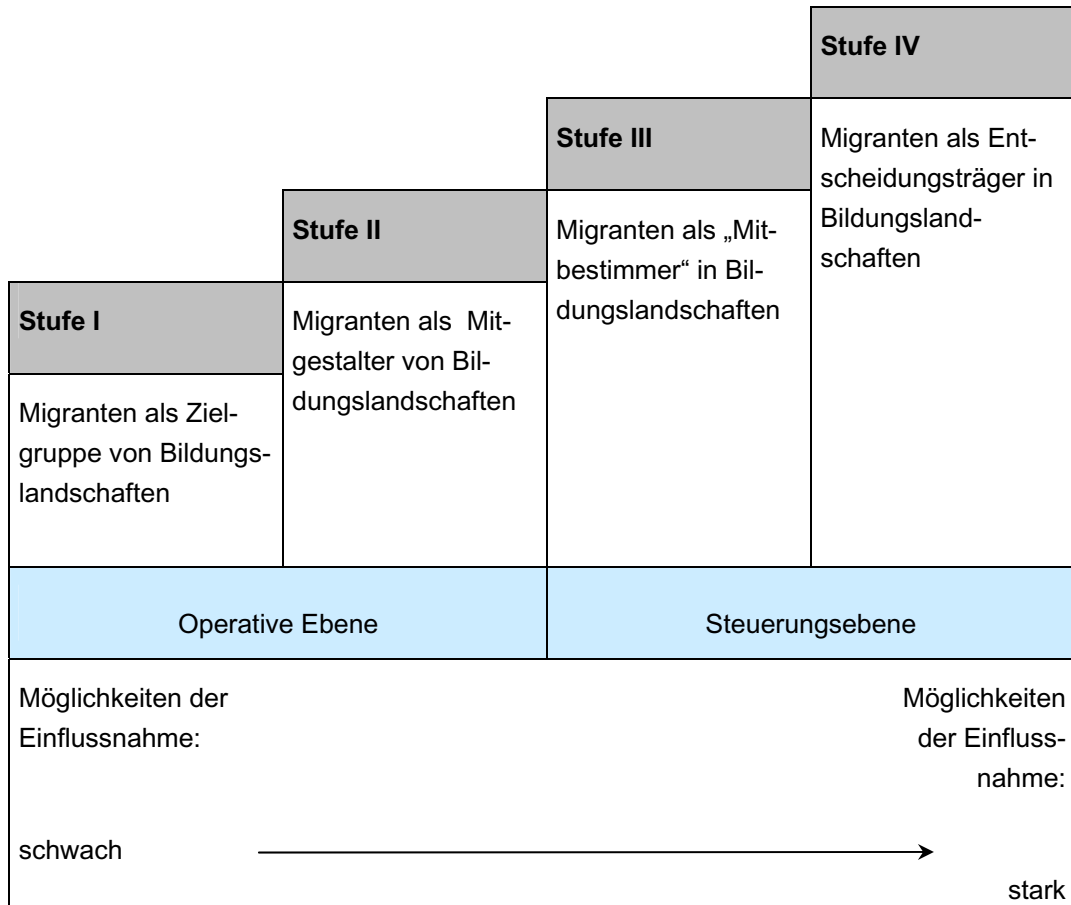 Stufe I
Migranten als Ziel-
gruppe von Bildungs-
landschaften
Stufe II
Migranten als Mit-
gestalter von Bil-
dungslandschaften
Stufe III
Migranten als „Mit-
bestimmer“ in Bil-
dungslandschaften
Stufe IV
Migranten als Ent-
scheidungsträger in
Bildungsland-
schaften
Operative Ebene
Steuerungsebene
Möglichkeiten der
Einflussnahme:
schwach
Möglichkeiten
der Einfluss-
nahme:
stark